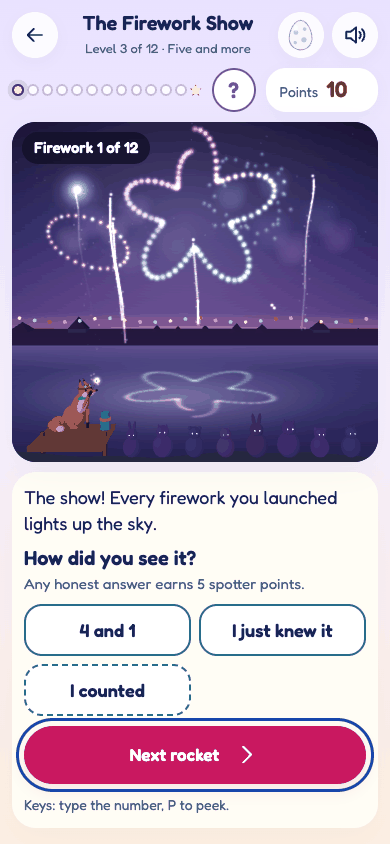 The Firework Show
Level 3 of 12 · Five and more
?
Points 10
Firework 1 of 12
The show! Every firework you launched
lights up the sky.
How did you see it?
Any honest answer earns 5 spotter points.
4 and 1
I just knew it
I counted
Next rocket
Keys: type the number, P to peek.